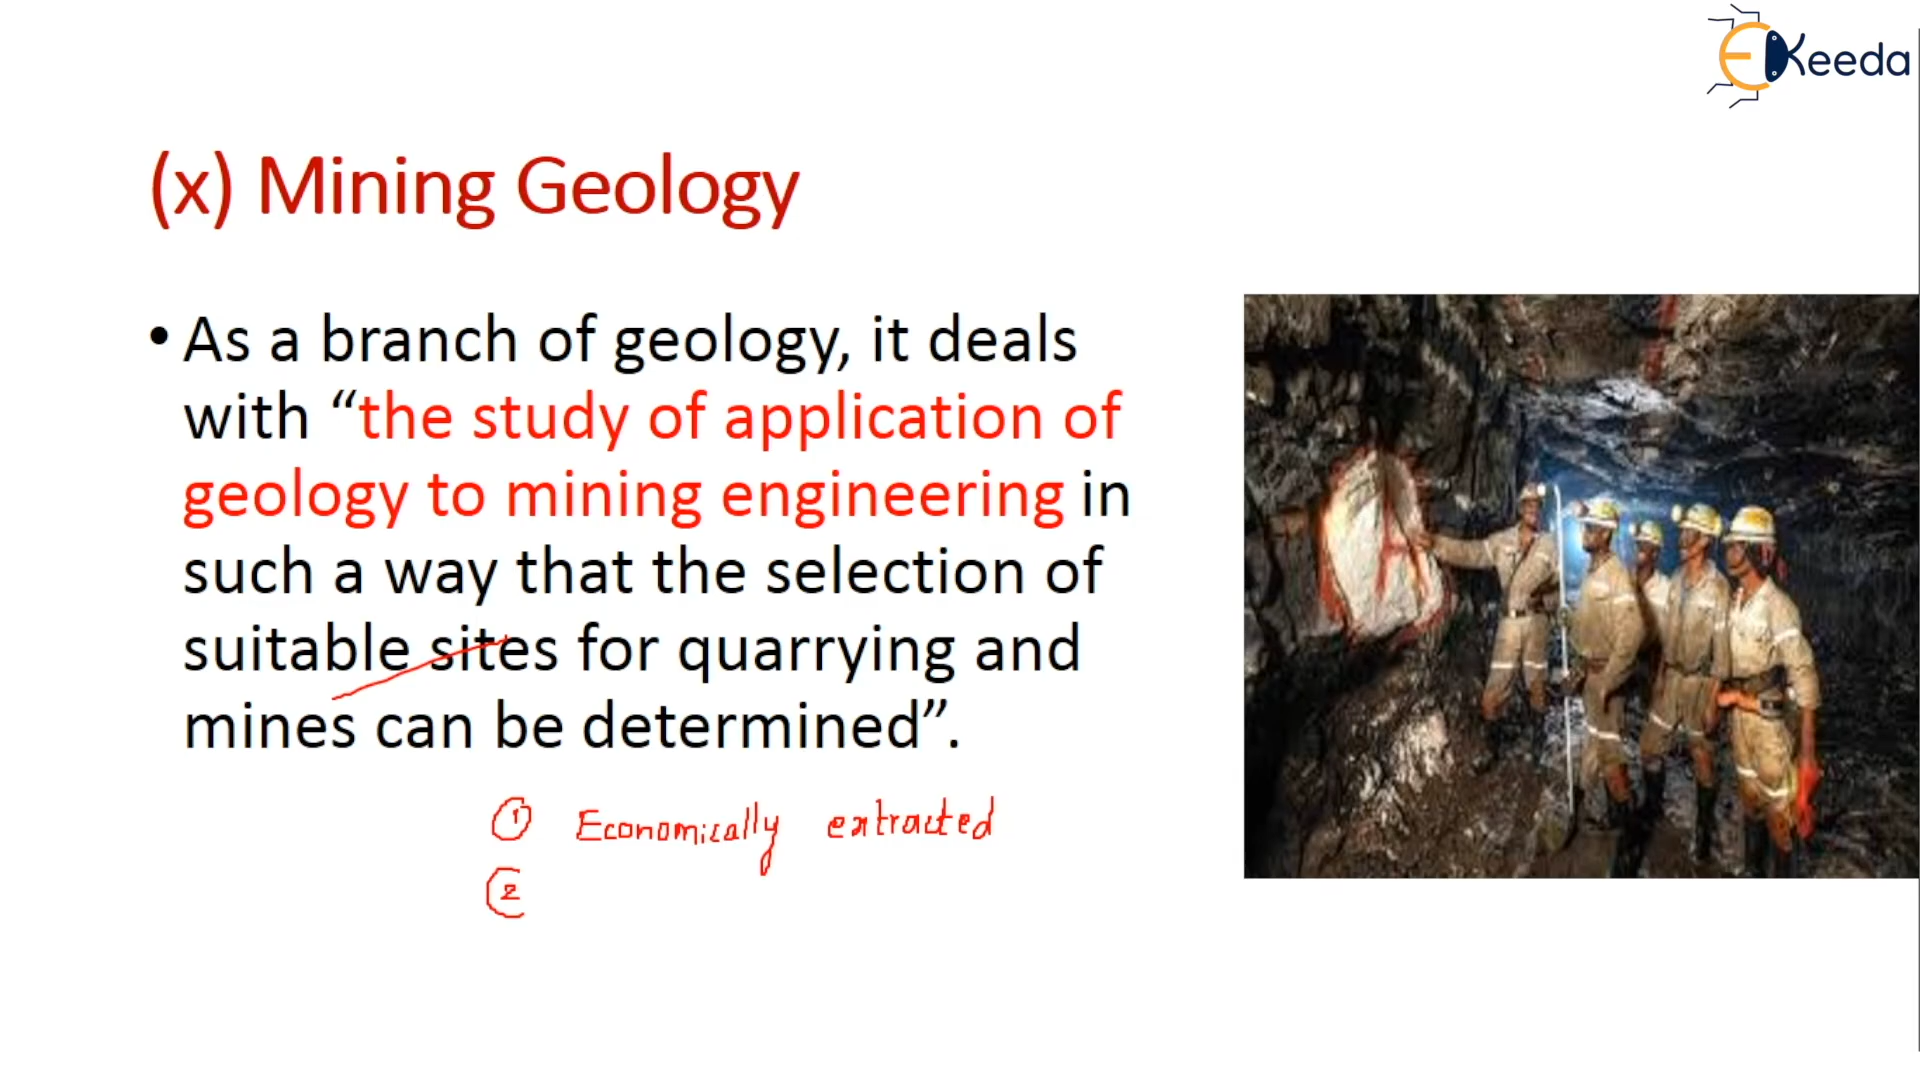 EKeeda
(x) Mining Geology
• As a branch of geology, it deals
with “the study of application of
geology to mining engineering in
such a way that the selection of
suitable sites for quarrying and
mines can be determined”.
① Economically extracted
②